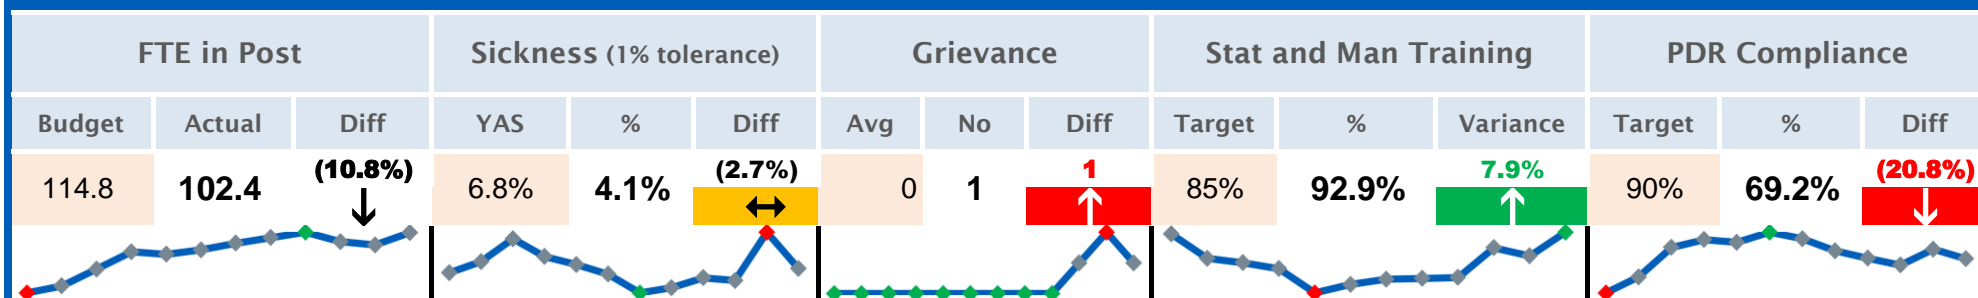 FTE in Post Sickness (1% tolerance) Grievance Stat and Man Training PDR Compliance
Budget Actual Diff YAS % Diff Avg No Diff Target % Variance Target % Diff
114.8 102.4 (10.8%) 6.8% 4.1% (2.7%) 0 1 1 85% 92.9% 7.9% 90% 69.2% (20.8%)